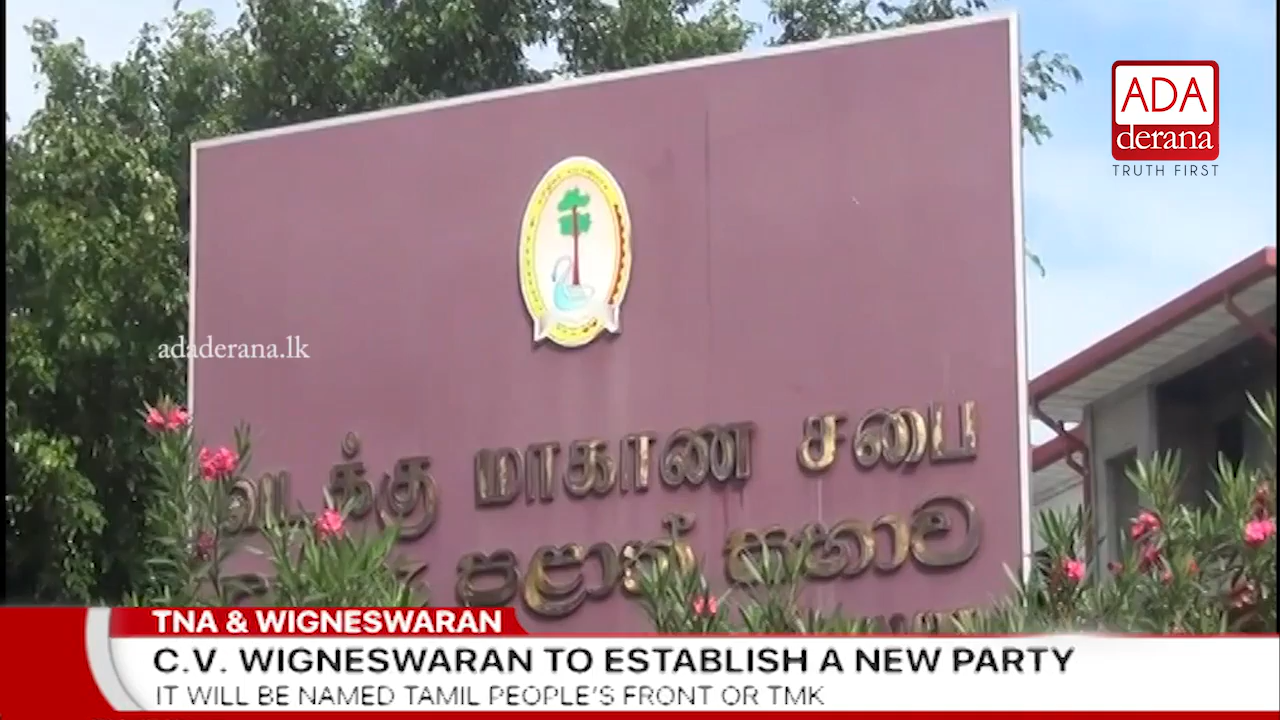 ADA
derana
TRUTH FIRST
adaderana.lk
வடக்கு மாகாண சபை
පළාත් සභාව
TNA & WIGNESWARAN
C.V. WIGNESWARAN TO ESTABLISH A NEW PARTY
IT WILL BE NAMED TAMIL PEOPLE'S FRONT OR TMK